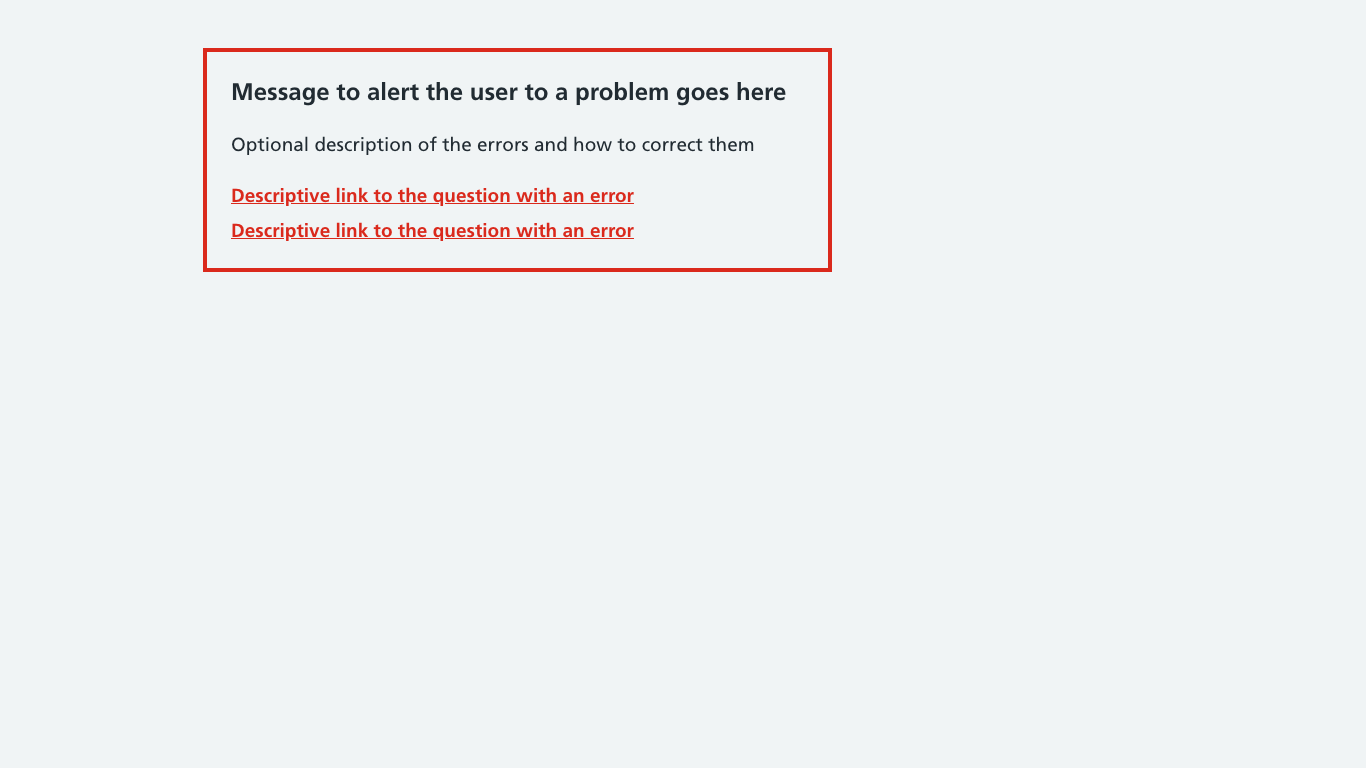 Message to alert the user to a problem goes here
Optional description of the errors and how to correct them
Descriptive link to the question with an error
Descriptive link to the question with an error